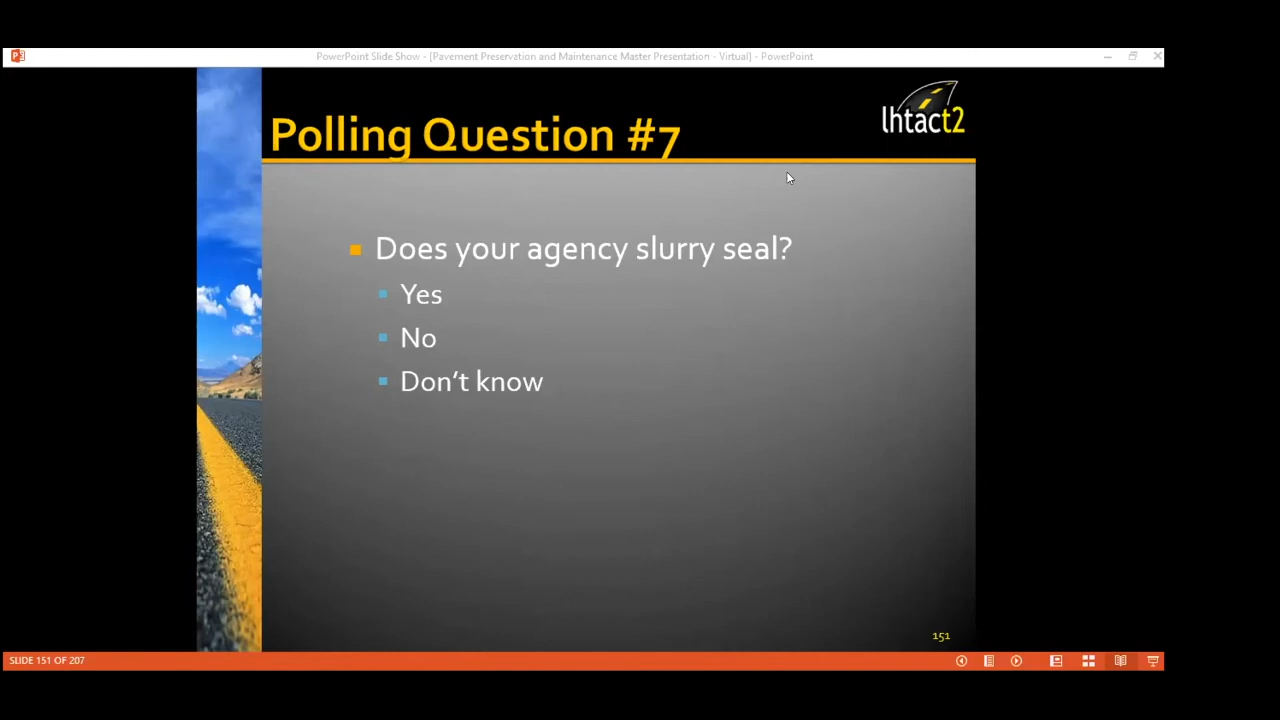 PowerPoint Slide Show - [Pavement Preservation and Maintenance Master Presentation - Virtual] - PowerPoint
lhtact2
Polling Question #7
Does your agency slurry seal?
Yes
No
Don't know
151
SLIDE 151 OF 207